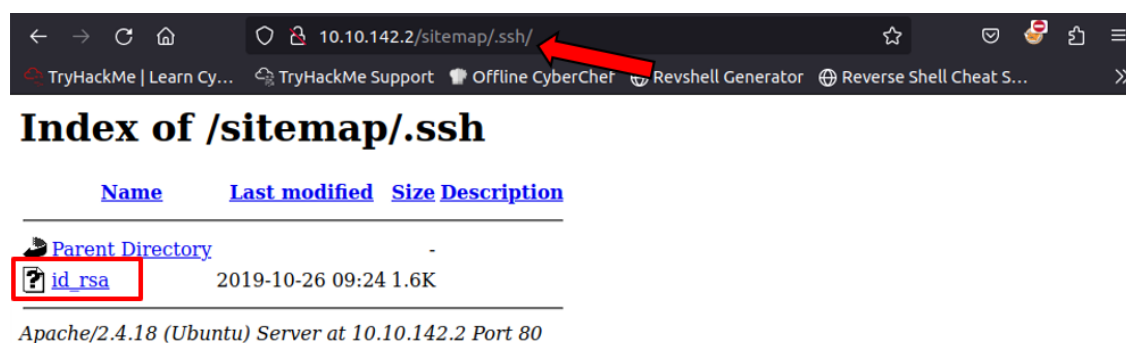 10.10.142.2/sitemap/.ssh/
TryHackMe | Learn Cy... TryHackMe Support Offline CyberChef Revshell Generator Reverse Shell Cheat S...
Index of /sitemap/.ssh
Name Last modified Size Description
Parent Directory -
id_rsa 2019-10-26 09:24 1.6K
Apache/2.4.18 (Ubuntu) Server at 10.10.142.2 Port 80